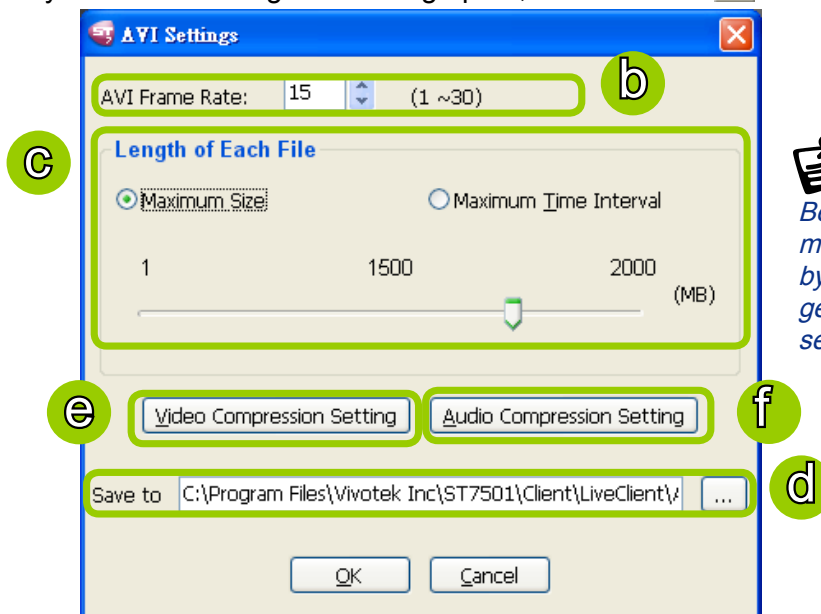 AVI Settings
AVI Frame Rate: 15 (1 ~30)
b
c
Length of Each File
Maximum Size Maximum Time Interval
1 1500 2000
(MB)
e
Video Compression Setting Audio Compression Setting
f
Save to C:\Program Files\Vivotek Inc\ST7501\Client\LiveClient\ ...
d
OK Cancel